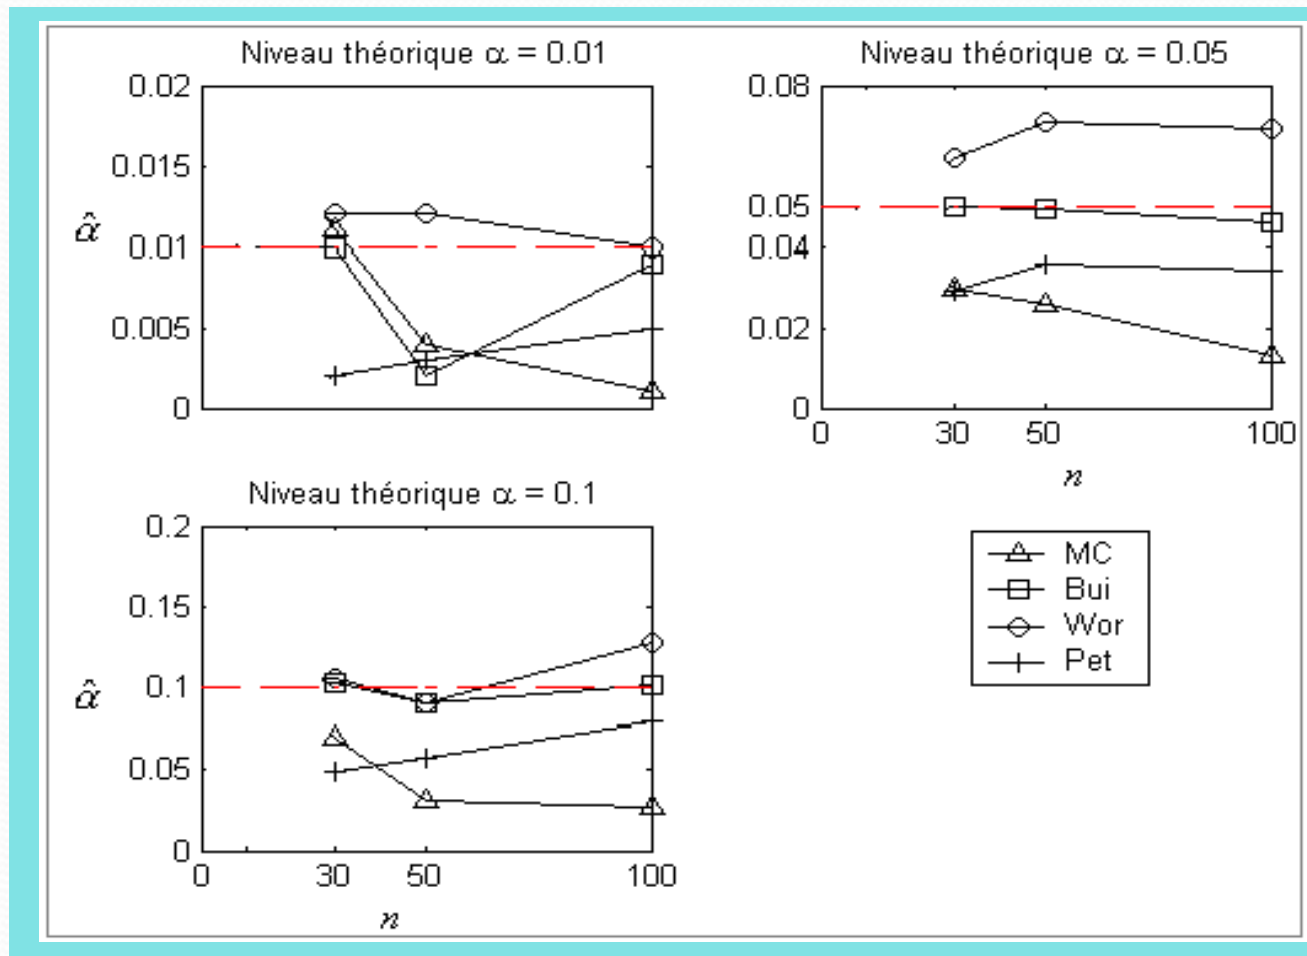 Niveau théorique α = 0.01
0.02
0.015
0.01
0.005
0
α̂
Niveau théorique α = 0.05
0.08
0.05
0.04
0.02
0
0 30 50 100
n
Niveau théorique α = 0.1
0.2
0.15
0.1
0.05
0
α̂
0 30 50 100
n
MC
Bui
Wor
Pet